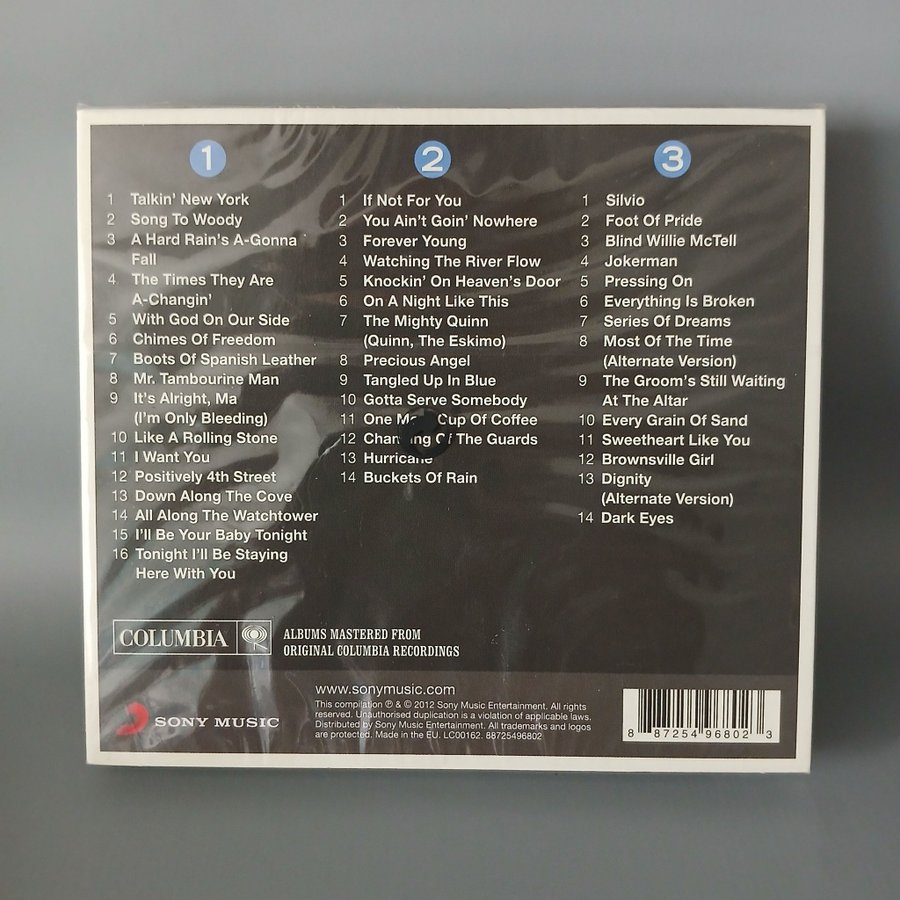 1
1 Talkin' New York
2 Song To Woody
3 A Hard Rain's A-Gonna
Fall
4 The Times They Are
A-Changin'
5 With God On Our Side
6 Chimes Of Freedom
7 Boots Of Spanish Leather
8 Mr. Tambourine Man
9 It's Alright, Ma
(I'm Only Bleeding)
10 Like A Rolling Stone
11 I Want You
12 Positively 4th Street
13 Down Along The Cove
14 All Along The Watchtower
15 I'll Be Your Baby Tonight
16 Tonight I'll Be Staying
Here With You
2
1 If Not For You
2 You Ain't Goin' Nowhere
3 Forever Young
4 Watching The River Flow
5 Knockin' On Heaven's Door
6 On A Night Like This
7 The Mighty Quinn
(Quinn, The Eskimo)
8 Precious Angel
9 Tangled Up In Blue
10 Gotta Serve Somebody
11 One Cup Of Coffee
12 Of The Guards
13 Hurricane
14 Buckets Of Rain
3
1 Silvio
2 Foot Of Pride
3 Blind Willie McTell
4 Jokerman
5 Pressing On
6 Everything Is Broken
7 Series Of Dreams
8 Most Of The Time
(Alternate Version)
9 The Groom's Still Waiting
At The Altar
10 Every Grain Of Sand
11 Sweetheart Like You
12 Brownsville Girl
13 Dignity
(Alternate Version)
14 Dark Eyes
COLUMBIA
ALBUMS MASTERED FROM
ORIGINAL COLUMBIA RECORDINGS
SONY MUSIC
www.sonymusic.com
This compilation ℗ & © 2012 Sony Music Entertainment. All rights
reserved. Unauthorised duplication is a violation of applicable laws.
Distributed by Sony Music Entertainment. All trademarks and logos
are protected. Made in the EU. LC00162. 88725496802
8 87254 96802 3